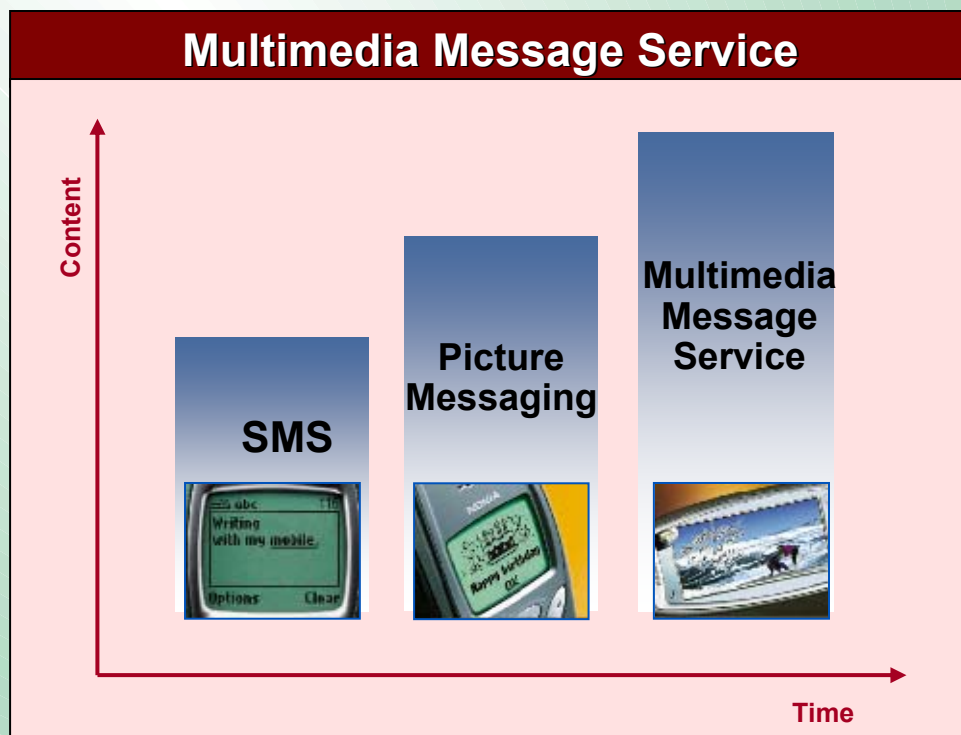 Multimedia Message Service
Content
Multimedia
Message
Service
Picture
Messaging
SMS
abc 116
Writing
with my mobile.
Options Clear
NOKIA
Happy birthday
OK
Time